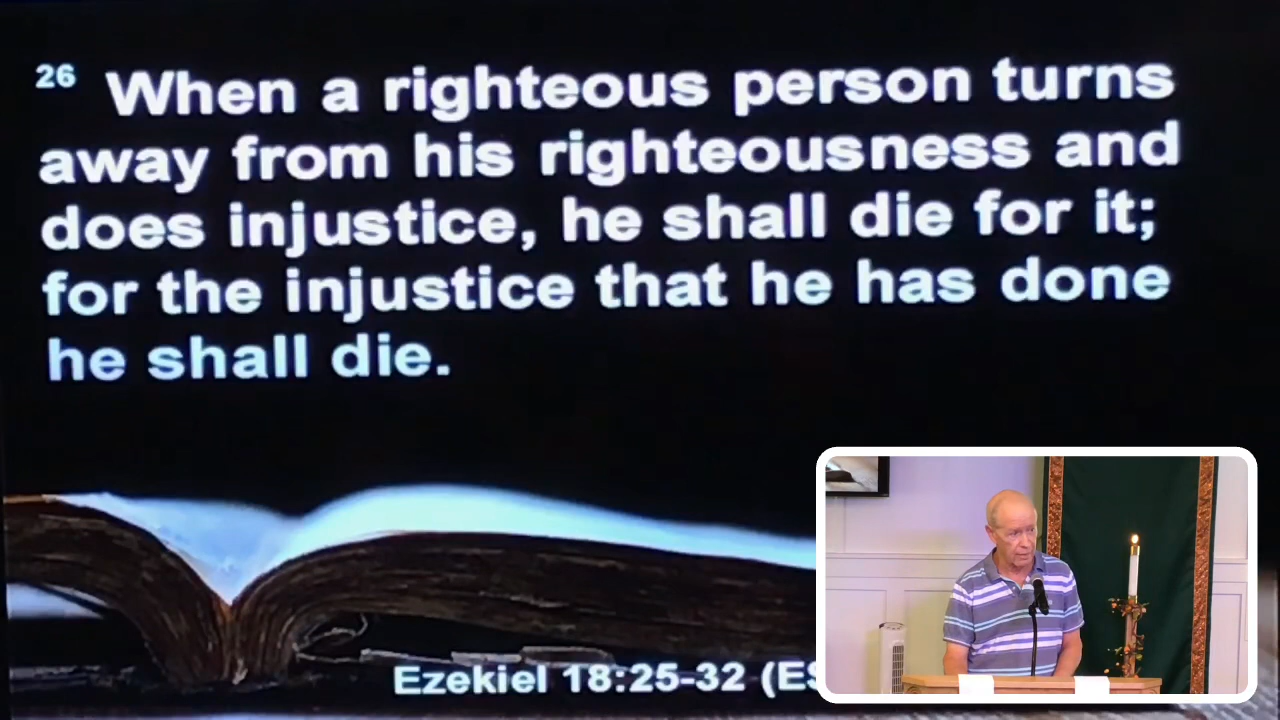 26 When a righteous person turns
away from his righteousness and
does injustice, he shall die for it;
for the injustice that he has done
he shall die.
Ezekiel 18:25-32 (ES